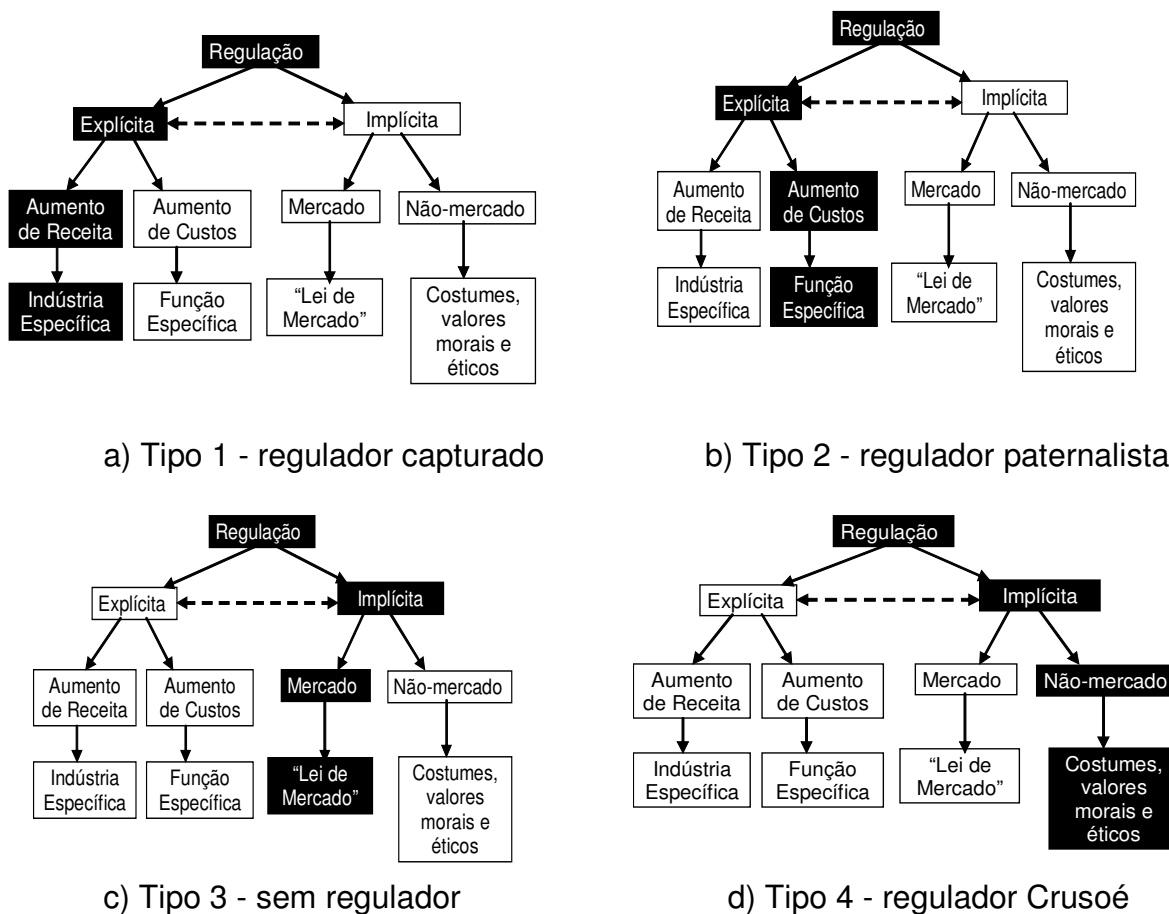 Regulação
Explícita
Implícita
Aumento
de Receita
Aumento
de Custos
Mercado
Não-mercado
Indústria
Específica
Função
Específica
“Lei de
Mercado”
Costumes,
valores
morais e
éticos
a) Tipo 1 - regulador capturado
Regulação
Explícita
Implícita
Aumento
de Receita
Aumento
de Custos
Mercado
Não-mercado
Indústria
Específica
Função
Específica
“Lei de
Mercado”
Costumes,
valores
morais e
éticos
b) Tipo 2 - regulador paternalista
Regulação
Explícita
Implícita
Aumento
de Receita
Aumento
de Custos
Mercado
Não-mercado
Indústria
Específica
Função
Específica
“Lei de
Mercado”
Costumes,
valores
morais e
éticos
c) Tipo 3 - sem regulador
Regulação
Explícita
Implícita
Aumento
de Receita
Aumento
de Custos
Mercado
Não-mercado
Indústria
Específica
Função
Específica
“Lei de
Mercado”
Costumes,
valores
morais e
éticos
d) Tipo 4 - regulador Crusoé